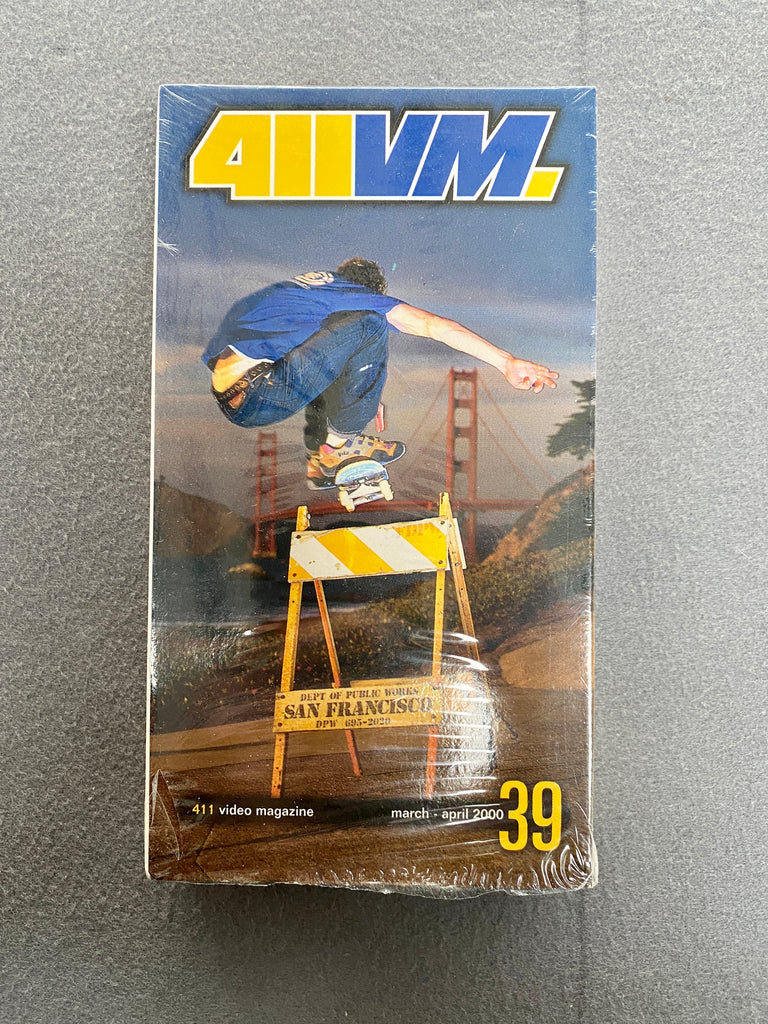 411VM.
DEPT OF PUBLIC WORKS
SAN FRANCISCO
DPW 695-2020
411 video magazine
march - april 2000
39